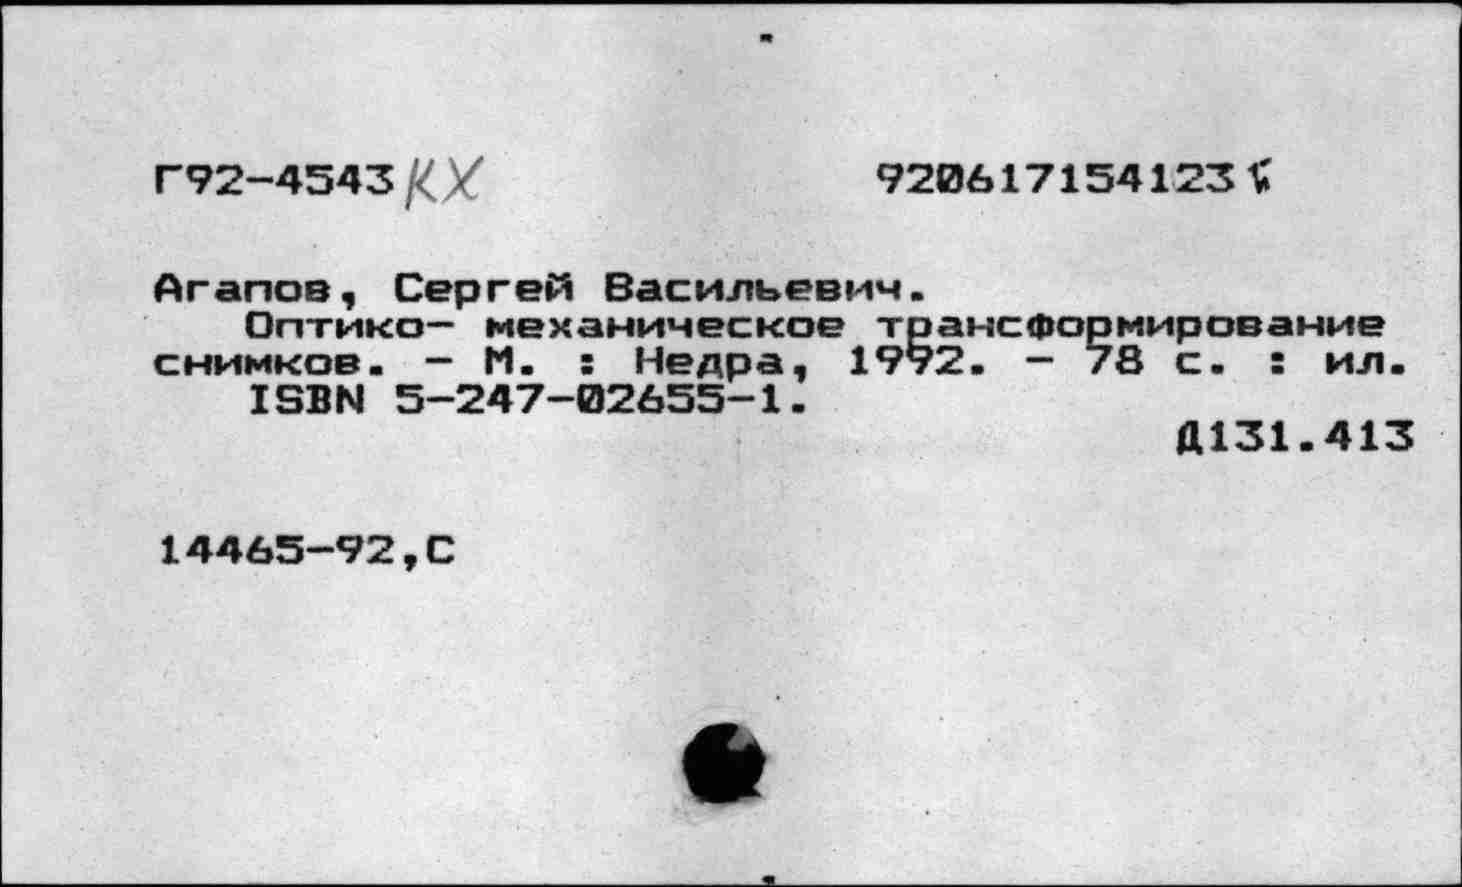 Г92-4543 КХ 920617154123
Агапов, Сергей Васильевич.
Оптико- механическое трансформирование
снимков. - М. : Недра, 1992. - 78 с. : ил.
ISBN 5-247-02655-1.
Д131.413
14465-92,С